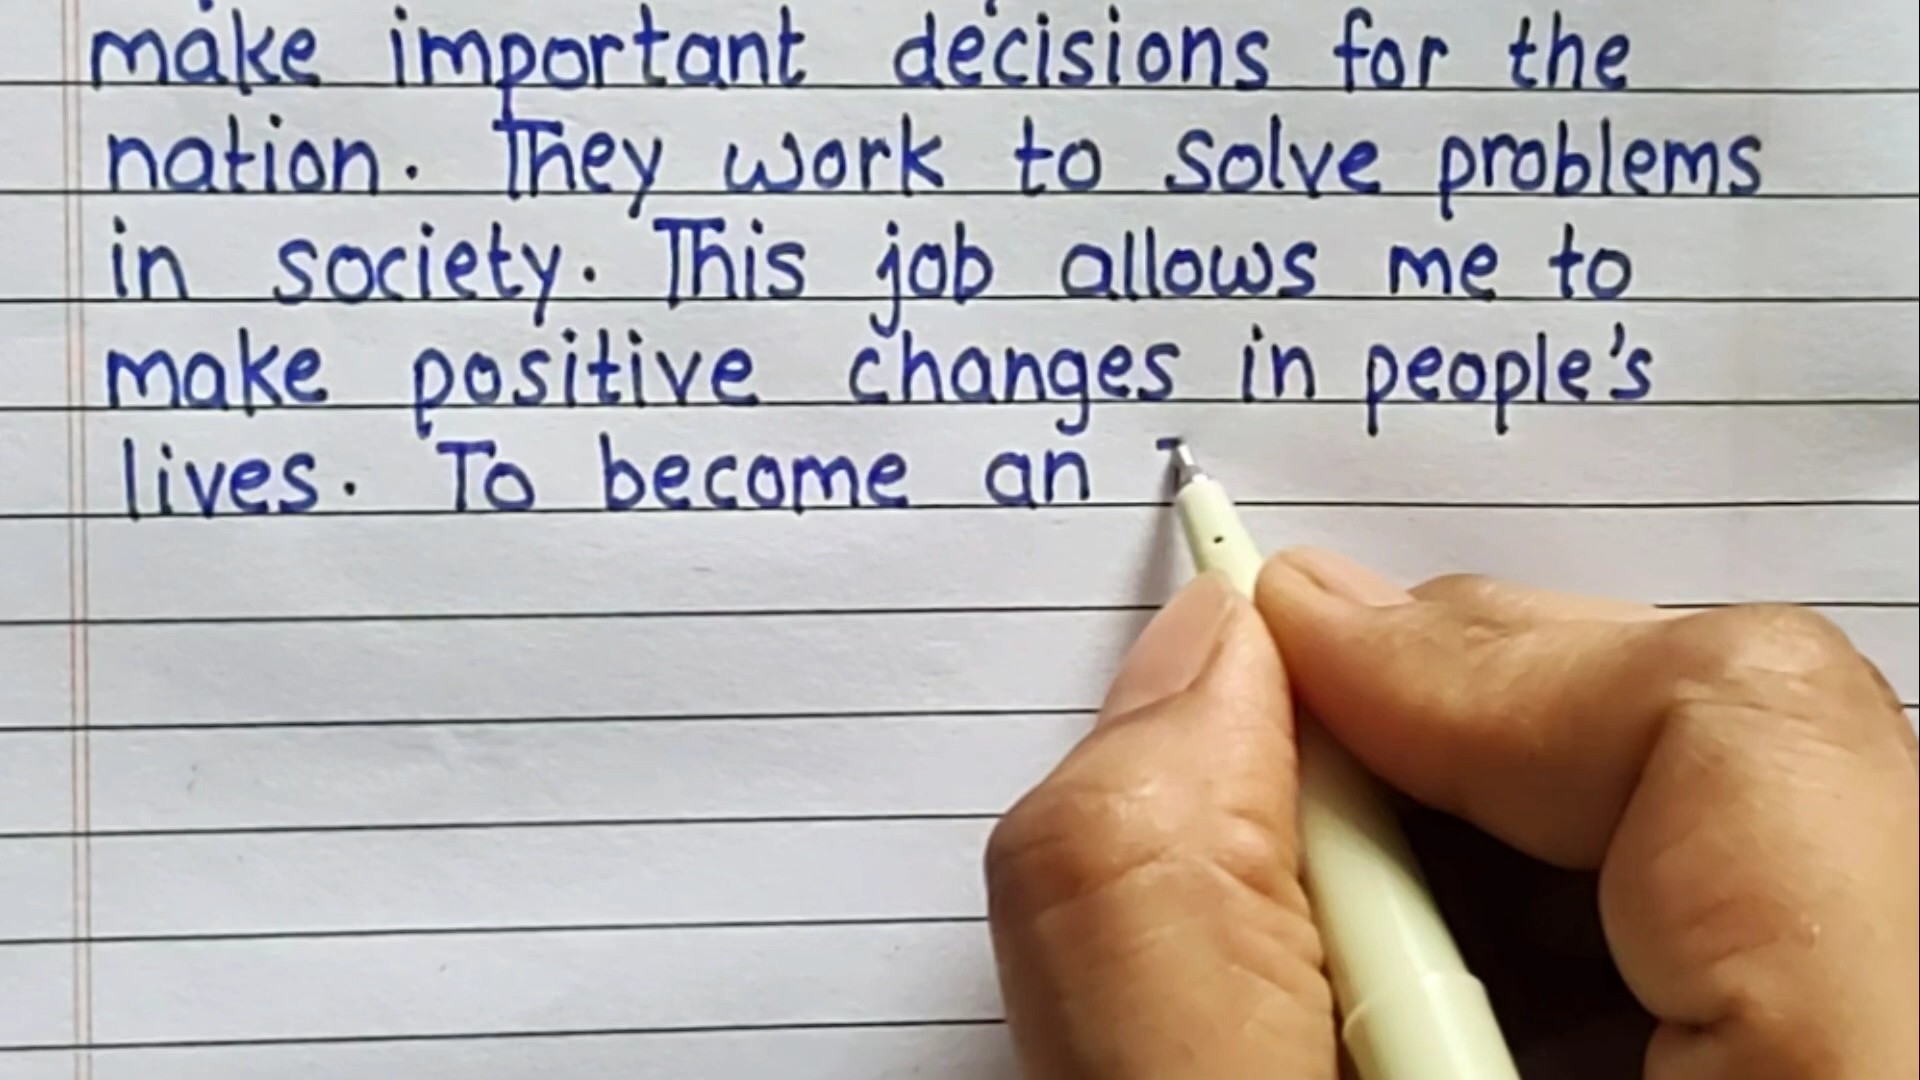 make important decisions for the
nation. They work to solve problems
in society. This job allows me to
make positive changes in people's
lives. To become an